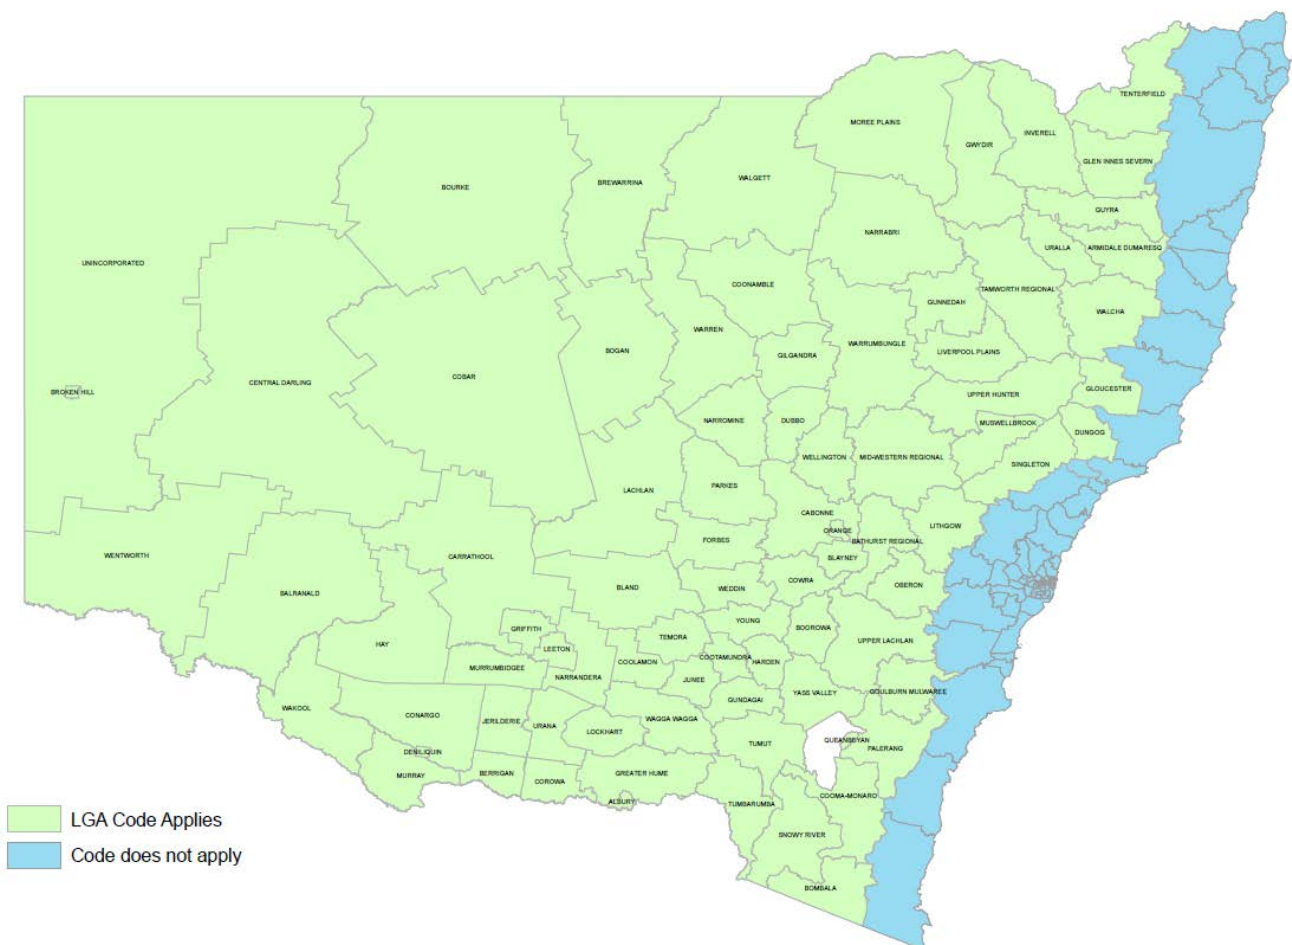 TENTERFIELD
MOREE PLAINS
INVERELL
GWYDIR
GLEN INNES SEVERN
WALGETT
BREWARRINA
BOURKE
GUYRA
NARRABRI
URALLA
ARMIDALE DUMARESQ
UNINCORPORATED
COONAMBLE
TAMWORTH REGIONAL
GUNNEDAH
WALCHA
WARREN
WARRUMBUNGLE
BOGAN
GILGANDRA
LIVERPOOL PLAINS
COBAR
CENTRAL DARLING
BROKEN HILL
GLOUCESTER
UPPER HUNTER
NARROMINE
DUBBO
MUSWELLBROOK
DUNGOG
WELLINGTON
MID-WESTERN REGIONAL
SINGLETON
PARKES
LACHLAN
CABONNE
LITHGOW
ORANGE
FORBES
BATHURST REGIONAL
WENTWORTH
CARRATHOOL
BLAYNEY
COWRA
OBERON
BLAND
WEDDIN
BALRANALD
YOUNG
BOOROWA
GRIFFITH
TEMORA
UPPER LACHLAN
HAY
LEETON
COOTAMUNDRA
HARDEN
COOLAMON
MURRUMBIDGEE
NARRANDERA
JUNEE
GOULBURN MULWAREE
YASS VALLEY
GUNDAGAI
WAKOOL
CONARGO
JERILDERIE
URANA
WAGGA WAGGA
LOCKHART
QUEANBEYAN
TUMUT
PALERANG
DENILIQUIN
MURRAY
BERRIGAN
GREATER HUME
COROWA
COOMA-MONARO
ALBURY
TUMBARUMBA
LGA Code Applies
SNOWY RIVER
Code does not apply
BOMBALA